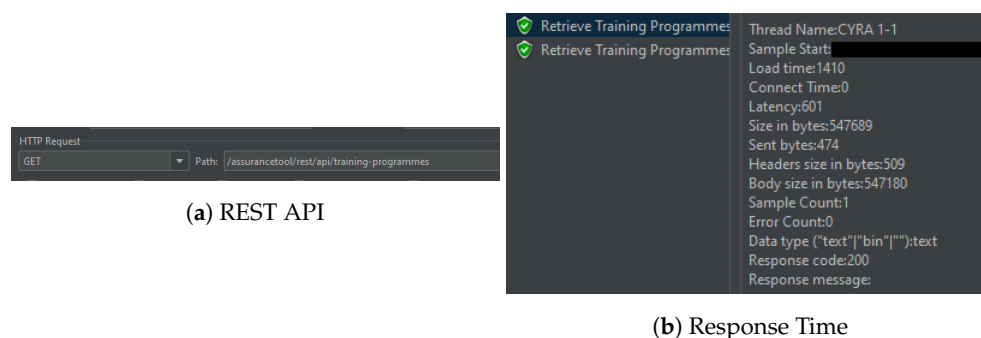 HTTP Request
GET
Path: /assurancetool/rest/api/training-programmes
(a) REST API
Retrieve Training Programmes
Retrieve Training Programmes
Thread Name:CYRA 1-1
Sample Start:
Load time:1410
Connect Time:0
Latency:601
Size in bytes:547689
Sent bytes:474
Headers size in bytes:509
Body size in bytes:547180
Sample Count:1
Error Count:0
Data type ("text"|"bin"|""):text
Response code:200
Response message:
(b) Response Time